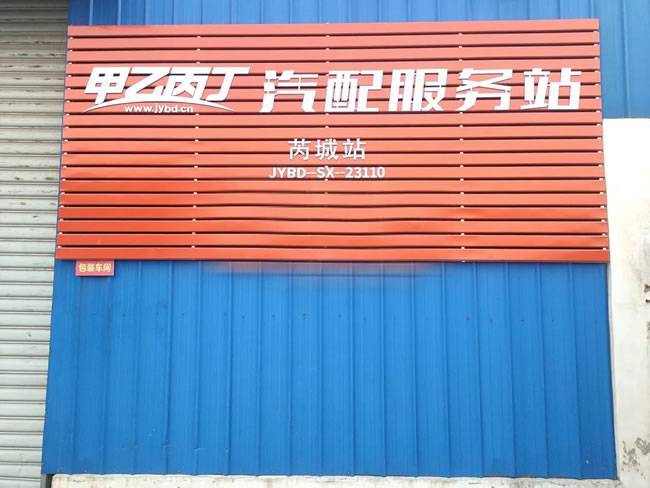 甲乙丙丁 汽配服务站
www.jybd.cn
芮城站
JYBD--SX--23110
包装车间